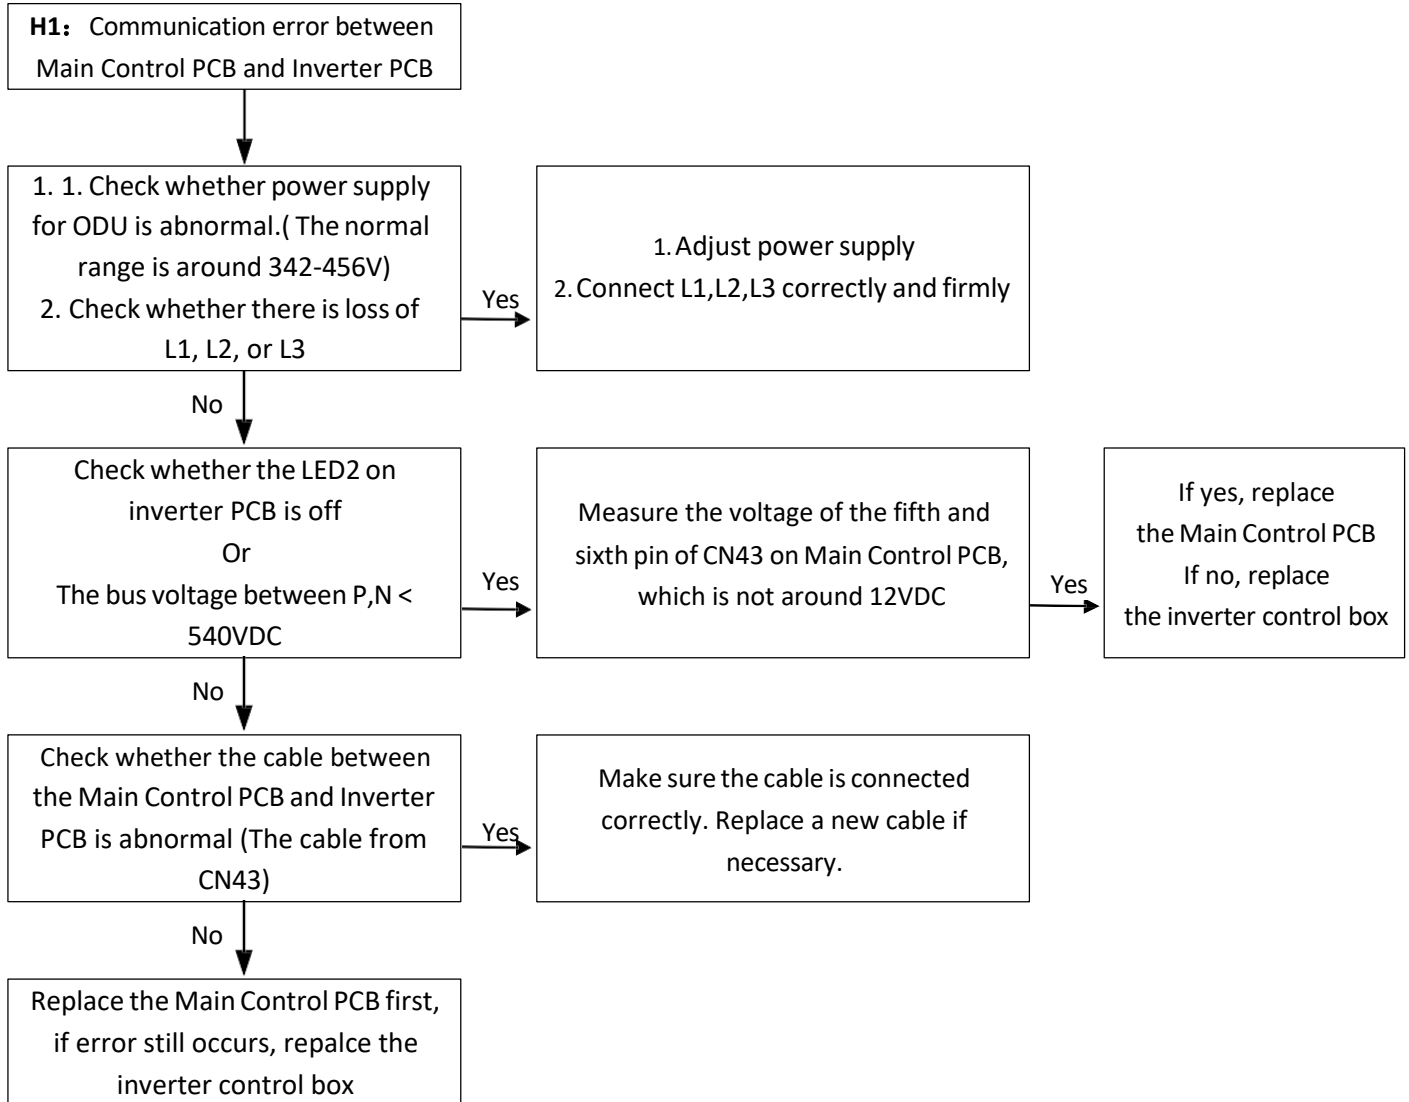 H1： Communication error between
Main Control PCB and Inverter PCB
1. 1. Check whether power supply
for ODU is abnormal.( The normal
range is around 342-456V)
2. Check whether there is loss of
L1, L2, or L3
Yes
1. Adjust power supply
2. Connect L1,L2,L3 correctly and firmly
No
Check whether the LED2 on
inverter PCB is off
Or
The bus voltage between P,N <
540VDC
Yes
Measure the voltage of the fifth and
sixth pin of CN43 on Main Control PCB,
which is not around 12VDC
Yes
If yes, replace
the Main Control PCB
If no, replace
the inverter control box
No
Check whether the cable between
the Main Control PCB and Inverter
PCB is abnormal (The cable from
CN43)
Yes
Make sure the cable is connected
correctly. Replace a new cable if
necessary.
No
Replace the Main Control PCB first,
if error still occurs, repalce the
inverter control box